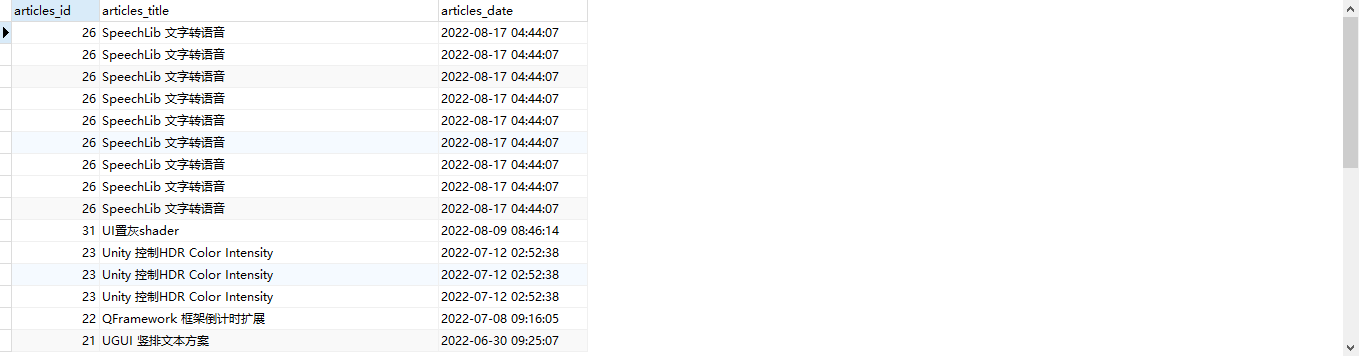 articles_id articles_title articles_date
26 SpeechLib 文字转语音 2022-08-17 04:44:07
26 SpeechLib 文字转语音 2022-08-17 04:44:07
26 SpeechLib 文字转语音 2022-08-17 04:44:07
26 SpeechLib 文字转语音 2022-08-17 04:44:07
26 SpeechLib 文字转语音 2022-08-17 04:44:07
26 SpeechLib 文字转语音 2022-08-17 04:44:07
26 SpeechLib 文字转语音 2022-08-17 04:44:07
26 SpeechLib 文字转语音 2022-08-17 04:44:07
26 SpeechLib 文字转语音 2022-08-17 04:44:07
31 UI置灰shader 2022-08-09 08:46:14
23 Unity 控制HDR Color Intensity 2022-07-12 02:52:38
23 Unity 控制HDR Color Intensity 2022-07-12 02:52:38
23 Unity 控制HDR Color Intensity 2022-07-12 02:52:38
22 QFramework 框架倒计时扩展 2022-07-08 09:16:05
21 UGUI 竖排文本方案 2022-06-30 09:25:07